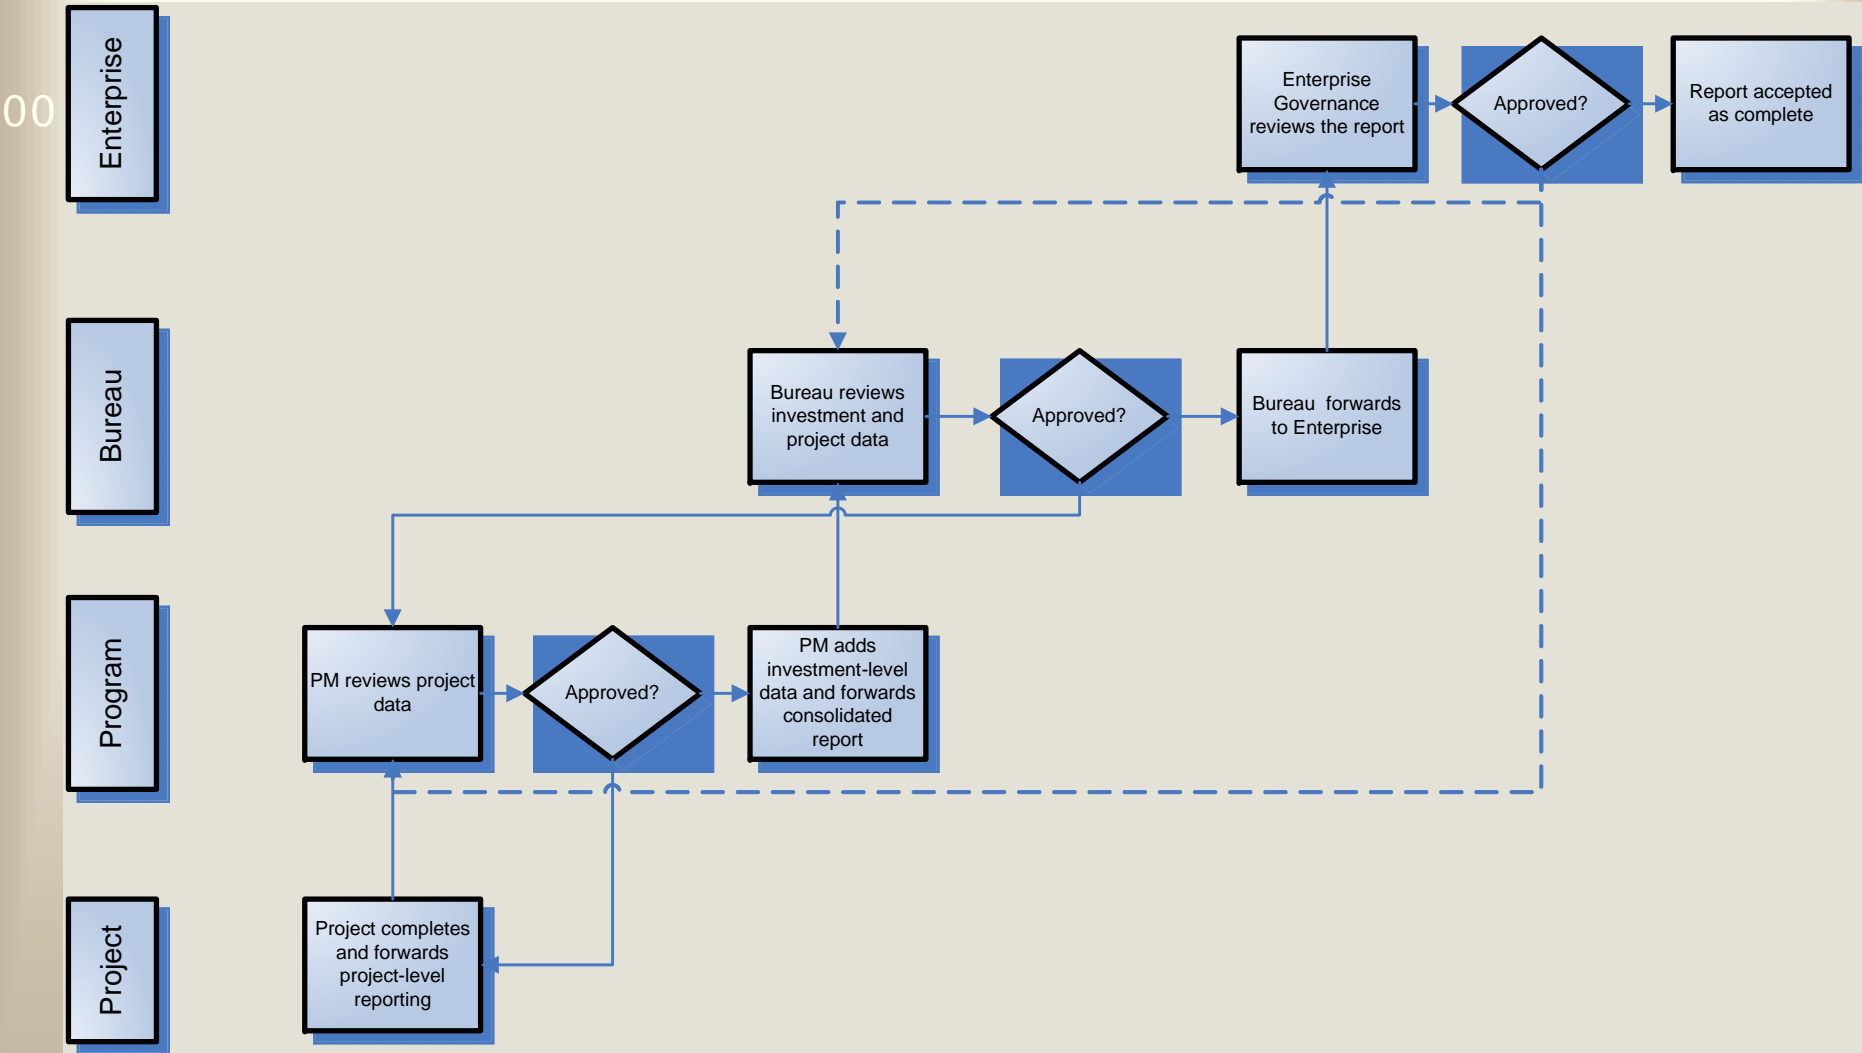 00
Enterprise
Enterprise
Governance
reviews the report
Approved?
Report accepted
as complete
Bureau
Bureau reviews
investment and
project data
Approved?
Bureau  forwards
to Enterprise
Program
PM reviews project
data
Approved?
PM adds
investment-level
data and forwards
consolidated
report
Project
Project completes
and forwards
project-level
reporting